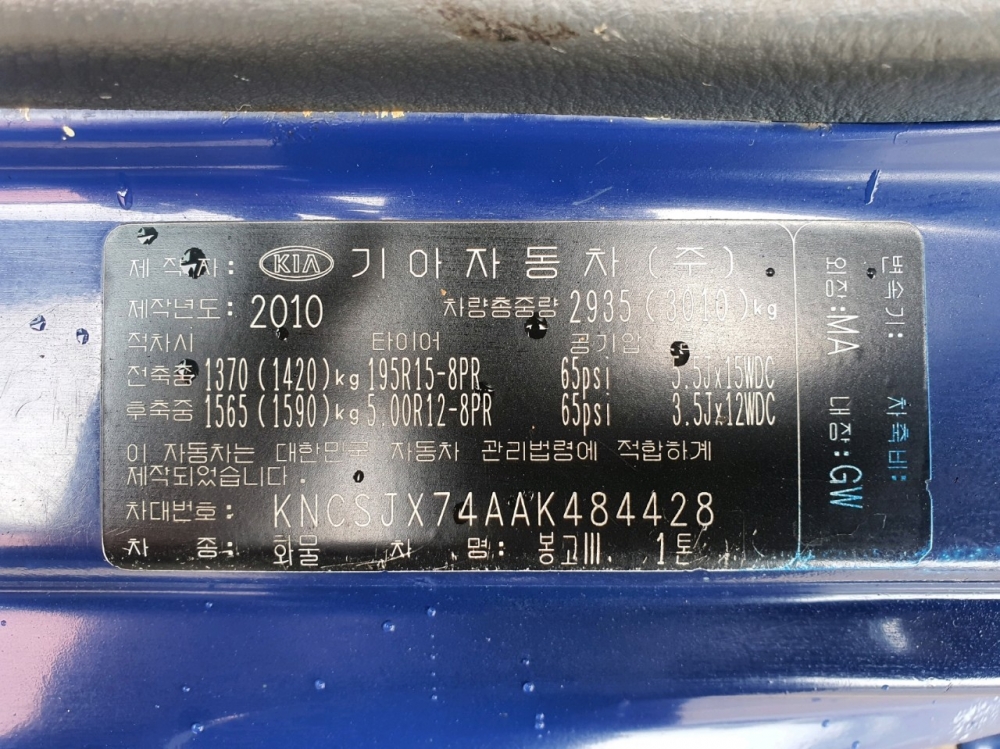 제 작 자 : KIA 기 아 자 동 차 ( 주 )
제작년도 : 2010 차량총중량 2935 (3010) kg
적차시 타이어 공기압
전축중 1370 (1420) kg 195R15-8PR 65psi 5.5Jx15WDC
후축중 1565 (1590) kg 5.00R12-8PR 65psi 3.5Jx12WDC
이 자동차는 대한민국 자동차 관리법령에 적합하게
제작되었습니다 .
차대번호 : KNCSJX74AAK484428
차 종 : 화물 차 명 : 봉고Ⅲ. 1톤
변속기 : 차축비 :
외장:MA 내장:GW